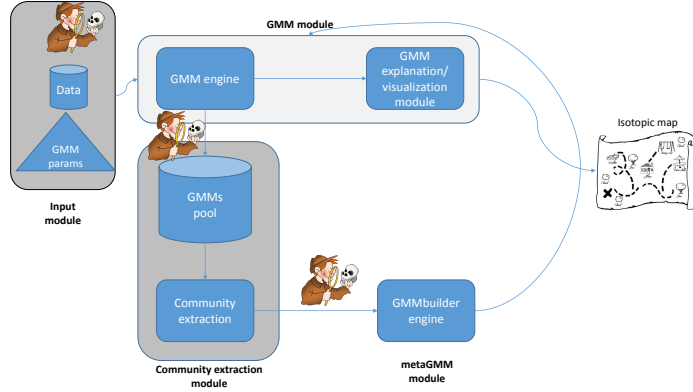 GMM module
Data
GMM
params
Input
module
GMM engine
GMM
explanation/
visualization
module
GMMs
pool
Community
extraction
Community extraction
module
GMMbuilder
engine
metaGMM
module
Isotopic map